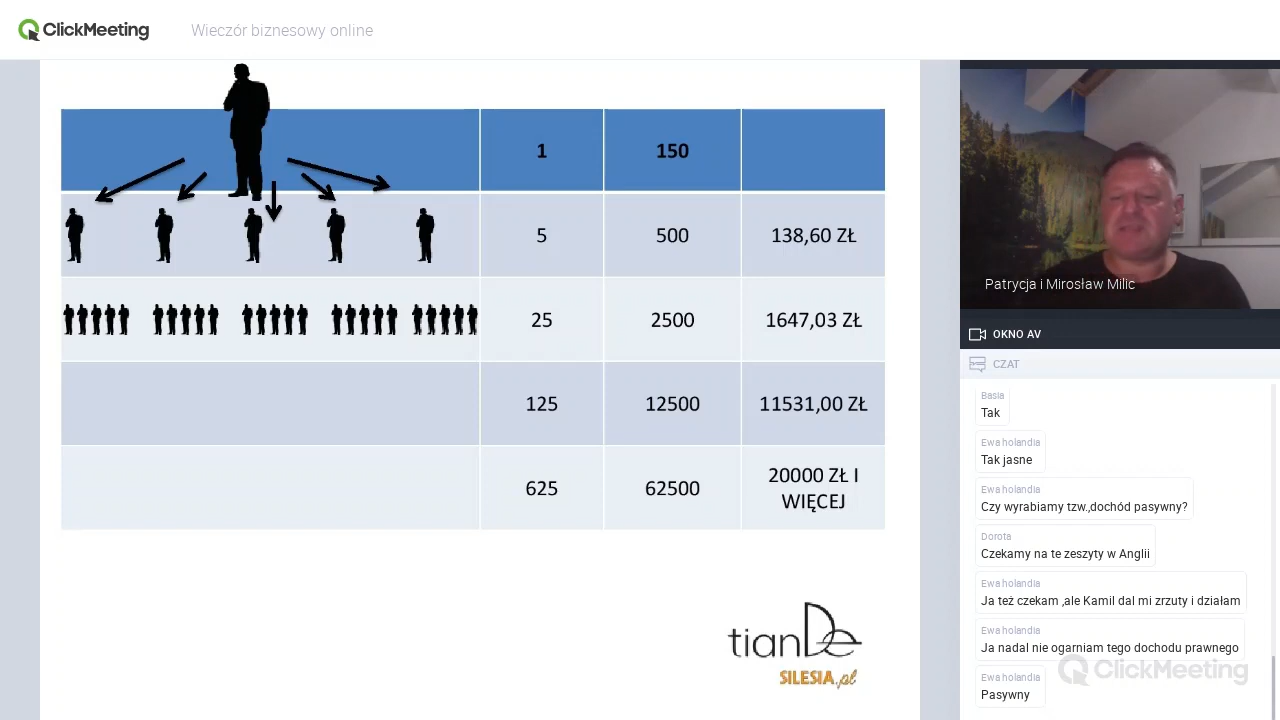 ClickMeeting
Wieczór biznesowy online
1
150
5
500
138,60 ZŁ
25
2500
1647,03 ZŁ
125
12500
11531,00 ZŁ
625
62500
20000 ZŁ I
WIĘCEJ
tianDe
SILESIA.pl
Patrycja i Mirosław Milic
OKNO AV
CZAT
Basia
Tak
Ewa holandia
Tak jasne
Ewa holandia
Czy wyrabiamy tzw.,dochód pasywny?
Dorota
Czekamy na te zeszyty w Anglii
Ewa holandia
Ja też czekam ,ale Kamil dal mi zrzuty i działam
Ewa holandia
Ja nadal nie ogarniam tego dochodu prawnego
Ewa holandia
Pasywny
ClickMeeting